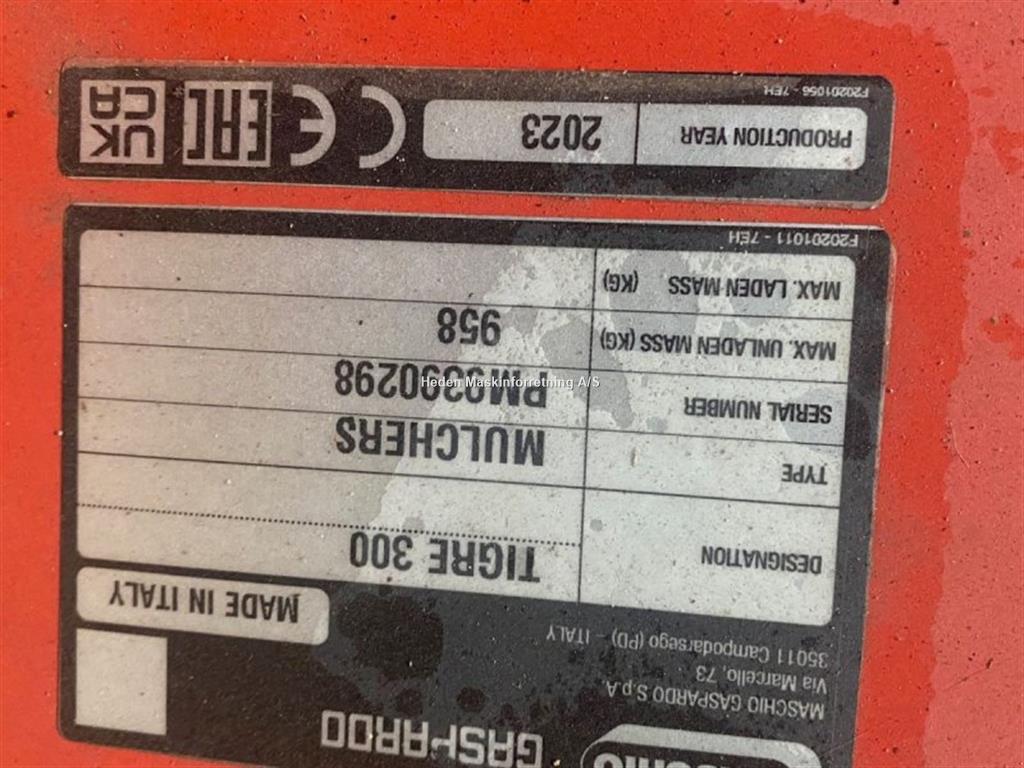 GASPARDO
MASCHIO GASPARDO S.p.A.
Via Marcello, 73
35011 Campodarsego (PD) - ITALY
MADE IN ITALY
DESIGNATION TIGRE 300
TYPE MULCHERS
SERIAL NUMBER
MAX. UNLADEN MASS (KG) 958
MAX. LADEN MASS (KG)
F20201011 - 7EH
PRODUCTION YEAR 2023 CE EAC UK CA
F20201056 - 7EH
Heden Maskinforretning A/S